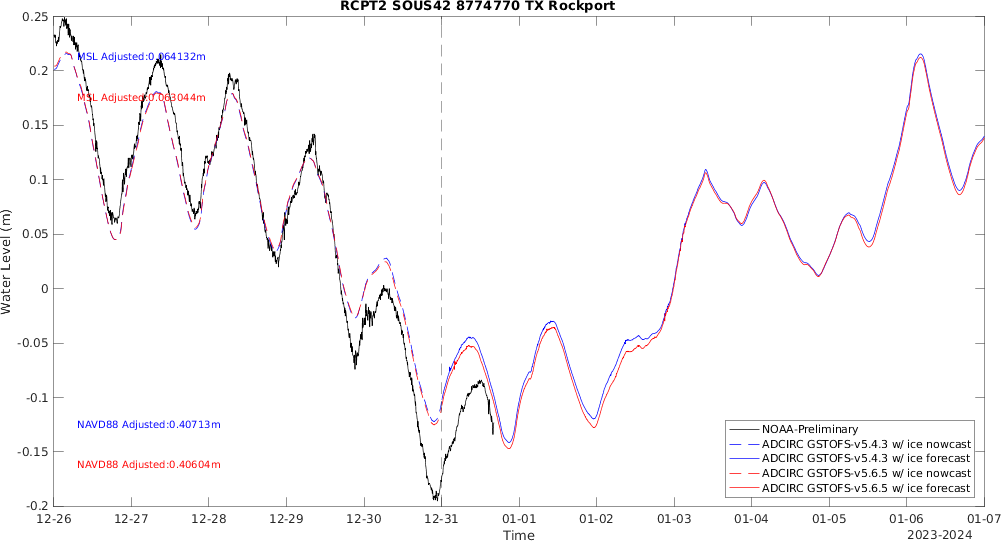 RCPT2 SOUS42 8774770 TX Rockport
0.25
0.2
0.15
0.1
0.05
0
-0.05
-0.1
-0.15
-0.2
Water Level (m)
MSL Adjusted:0.064132m
MSL Adjusted:0.063044m
NAVD88 Adjusted:0.40713m
NAVD88 Adjusted:0.40604m
NOAA-Preliminary
ADCIRC GSTOFS-v5.4.3 w/ ice nowcast
ADCIRC GSTOFS-v5.4.3 w/ ice forecast
ADCIRC GSTOFS-v5.6.5 w/ ice nowcast
ADCIRC GSTOFS-v5.6.5 w/ ice forecast
12-26 12-27 12-28 12-29 12-30 12-31 01-01 01-02 01-03 01-04 01-05 01-06 01-07
Time
2023-2024